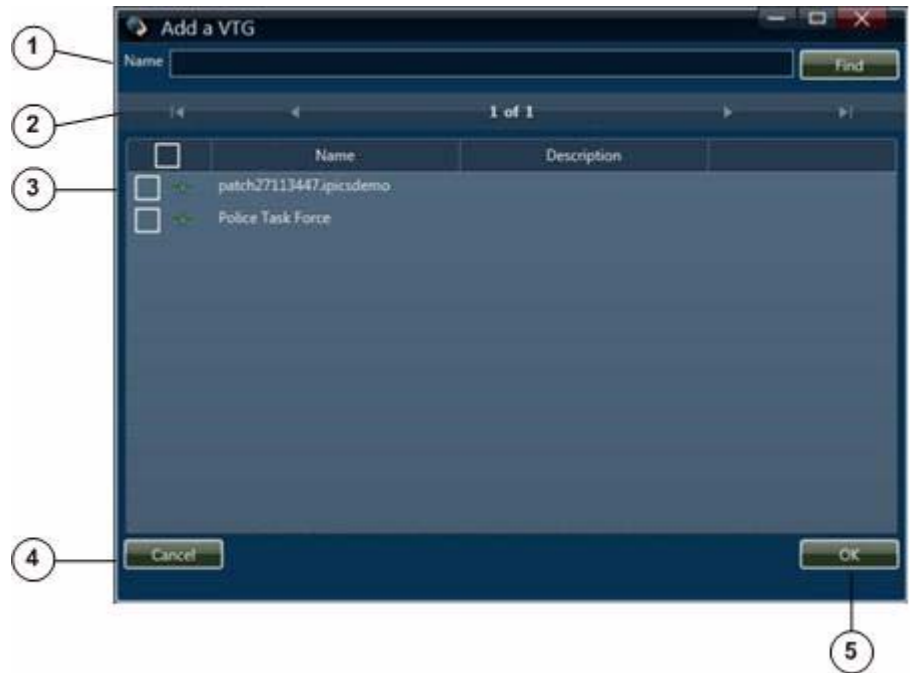 Add a VTG
1
Name
Find
2
1 of 1
Name Description
3
patch27113447.ipicsdemo
Police Task Force
4
Cancel
OK
5